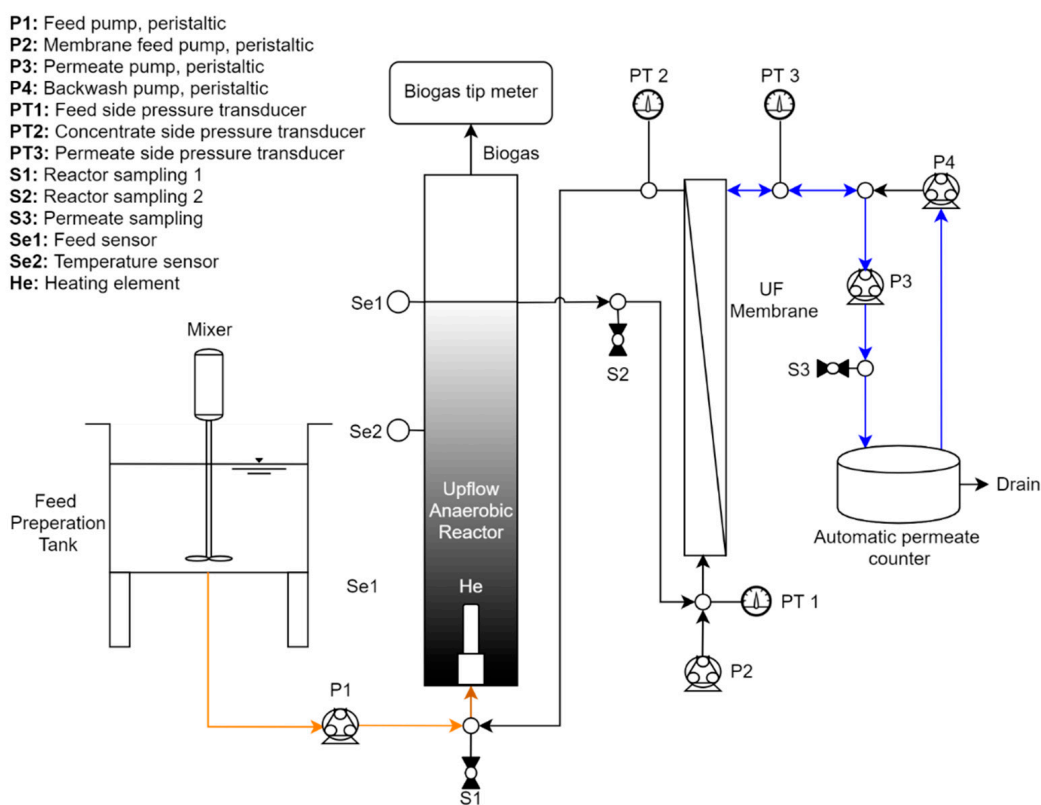 P1: Feed pump, peristaltic
P2: Membrane feed pump, peristaltic
P3: Permeate pump, peristaltic
P4: Backwash pump, peristaltic
PT1: Feed side pressure transducer
PT2: Concentrate side pressure transducer
PT3: Permeate side pressure transducer
S1: Reactor sampling 1
S2: Reactor sampling 2
S3: Permeate sampling
Se1: Feed sensor
Se2: Temperature sensor
He: Heating element
Biogas tip meter
Biogas
PT 2
PT 3
P4
Se1
S2
UF
Membrane
P3
S3
Mixer
Se2
Feed
Preperation
Tank
Upflow
Anaerobic
Reactor
Drain
Automatic permeate
counter
Se1
He
PT 1
P2
P1
S1